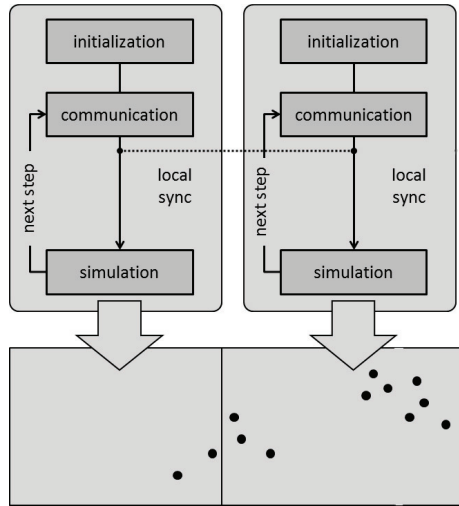 initialization
communication
next step
local
sync
simulation
initialization
communication
next step
local
sync
simulation